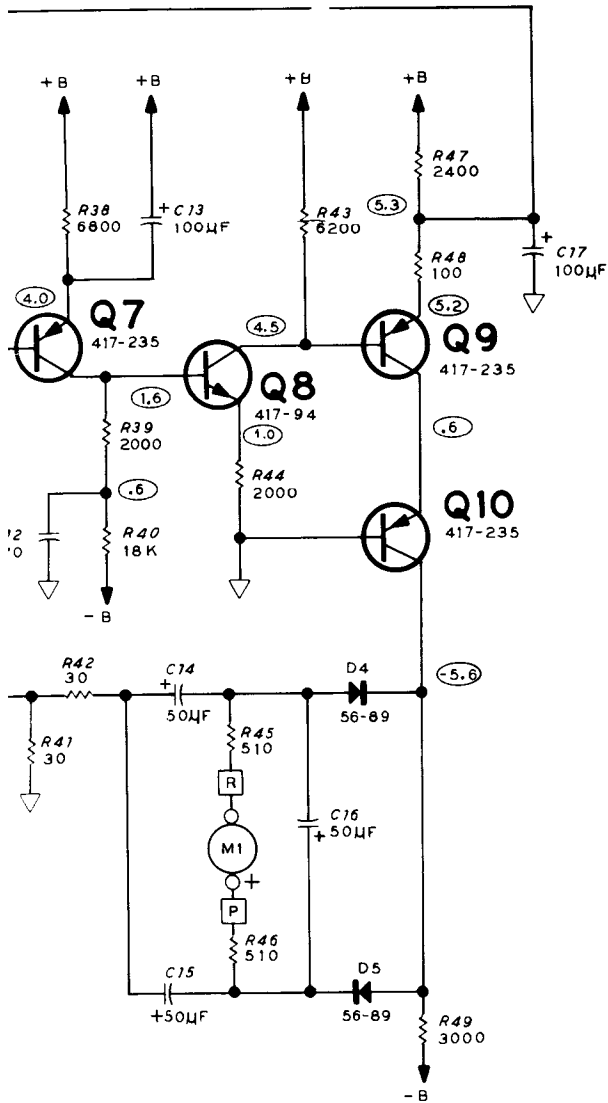 +B
+B
+B
+B
R38
6800
+
C13
100µF
R43
6200
R47
2400
5.3
R48
100
+
C17
100µF
4.0
Q7
417-235
4.5
5.2
Q9
417-235
1.6
Q8
417-94
1.0
.6
R39
2000
R44
2000
.6
Q10
417-235
R40
18K
-B
R42
30
+
C14
50µF
D4
56-89
-5.6
R41
30
R45
510
R
C16
+
50µF
M1
+
P
R46
510
C15
+50µF
D5
56-89
R49
3000
-B